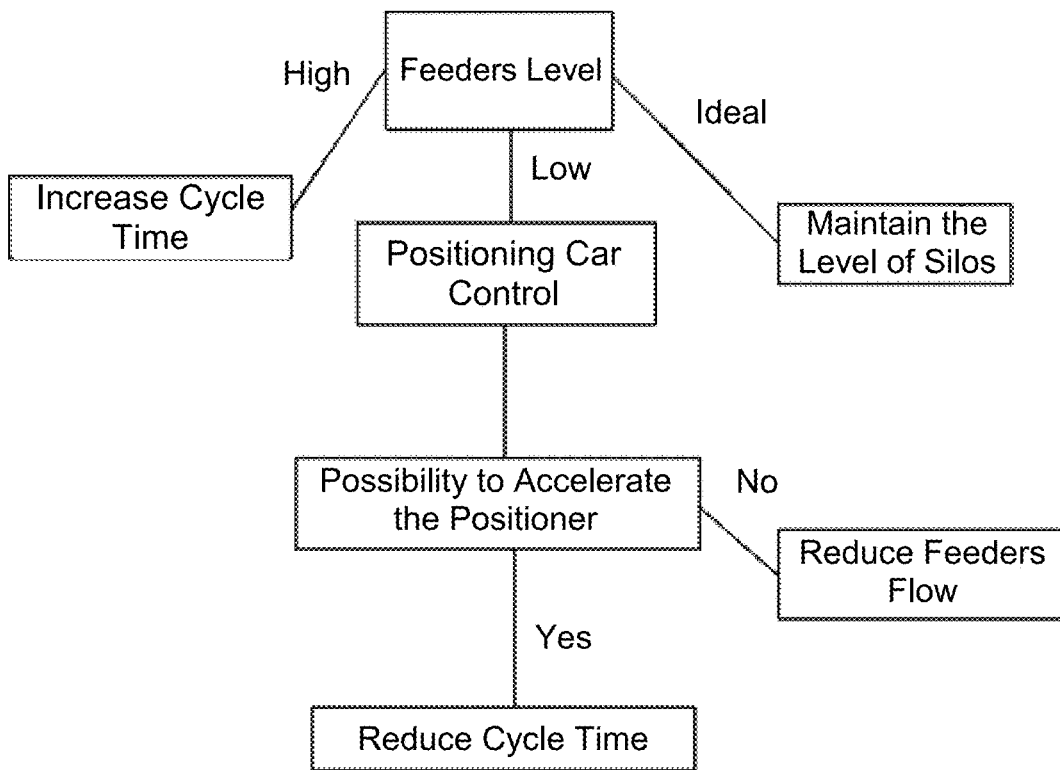 Feeders Level
High
Ideal
Low
Increase Cycle
Time
Maintain the
Level of Silos
Positioning Car
Control
Possibility to Accelerate
the Positioner
No
Reduce Feeders
Flow
Yes
Reduce Cycle Time